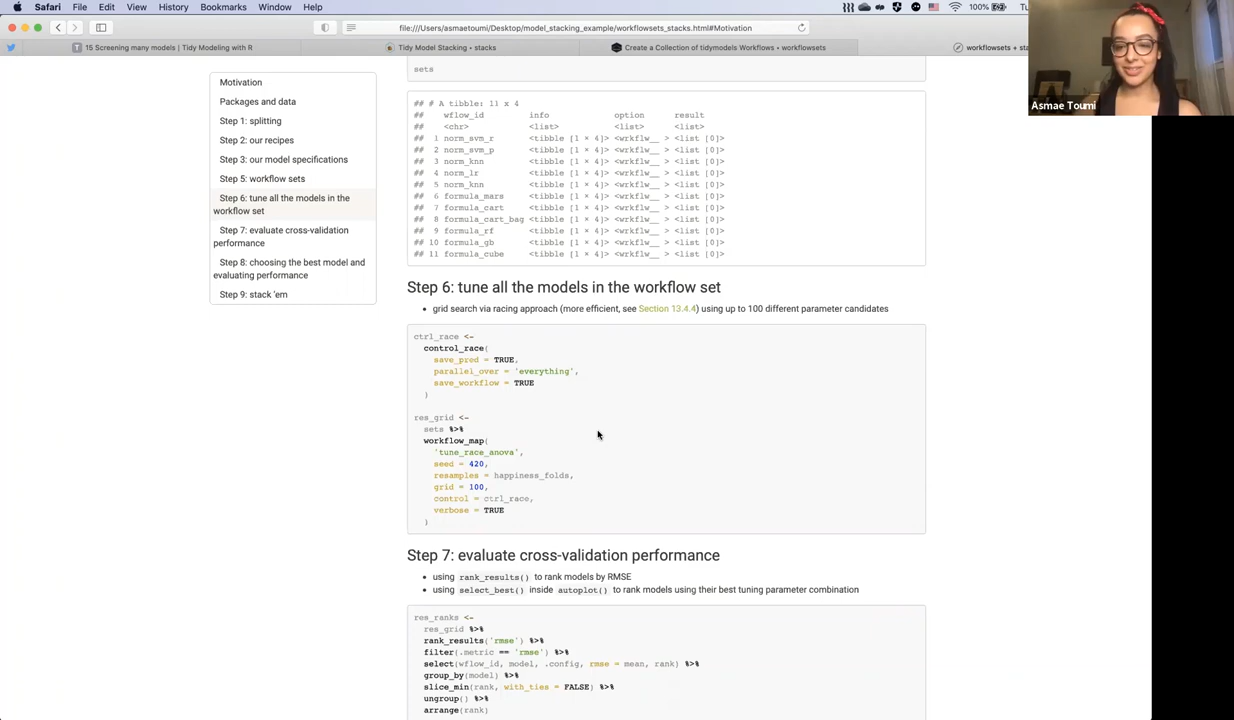 Safari File Edit View History Bookmarks Window Help 100% Tu
file:///Users/asmaetoumi/Desktop/model_stacking_example/workflowsets_stacks.html#Motivation
15 Screening many models | Tidy Modeling with R Tidy Model Stacking • stacks Create a Collection of tidymodels Workflows • workflowsets workflowsets + sta
Asmae Toumi
Motivation
Packages and data
Step 1: splitting
Step 2: our recipes
Step 3: our model specifications
Step 5: workflow sets
Step 6: tune all the models in the
workflow set
Step 7: evaluate cross-validation
performance
Step 8: choosing the best model and
evaluating performance
Step 9: stack 'em
sets
## # A tibble: 11 x 4
## wflow_id info option result
## <chr> <list> <list> <list>
## 1 norm_svm_r <tibble [1 × 4]> <wrkflw__ > <list [0]>
## 2 norm_svm_p <tibble [1 × 4]> <wrkflw__ > <list [0]>
## 3 norm_knn <tibble [1 × 4]> <wrkflw__ > <list [0]>
## 4 norm_lr <tibble [1 × 4]> <wrkflw__ > <list [0]>
## 5 norm_knn <tibble [1 × 4]> <wrkflw__ > <list [0]>
## 6 formula_mars <tibble [1 × 4]> <wrkflw__ > <list [0]>
## 7 formula_cart <tibble [1 × 4]> <wrkflw__ > <list [0]>
## 8 formula_cart_bag <tibble [1 × 4]> <wrkflw__ > <list [0]>
## 9 formula_rf <tibble [1 × 4]> <wrkflw__ > <list [0]>
## 10 formula_gb <tibble [1 × 4]> <wrkflw__ > <list [0]>
## 11 formula_cube <tibble [1 × 4]> <wrkflw__ > <list [0]>
Step 6: tune all the models in the workflow set
• grid search via racing approach (more efficient, see Section 13.4.4) using up to 100 different parameter candidates
ctrl_race <-
control_race(
save_pred = TRUE,
parallel_over = 'everything',
save_workflow = TRUE
)
res_grid <-
sets %>%
workflow_map(
'tune_race_anova',
seed = 420,
resamples = happiness_folds,
grid = 100,
control = ctrl_race,
verbose = TRUE
)
Step 7: evaluate cross-validation performance
• using rank_results() to rank models by RMSE
• using select_best() inside autoplot() to rank models using their best tuning parameter combination
res_ranks <-
res_grid %>%
rank_results('rmse') %>%
filter(.metric == 'rmse') %>%
select(wflow_id, model, .config, rmse = mean, rank) %>%
group_by(model) %>%
slice_min(rank, with_ties = FALSE) %>%
ungroup() %>%
arrange(rank)